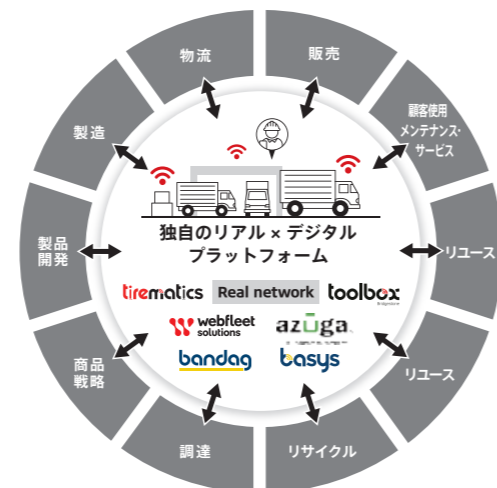 物流
販売
顧客使用
メンテナンス・
サービス
リユース
リユース
リサイクル
調達
商品
戦略
製品
開発
製造
独自のリアル × デジタル
プラットフォーム
tirematics
Real network
toolbox
webfleet
solutions
azuga
bandag
basys